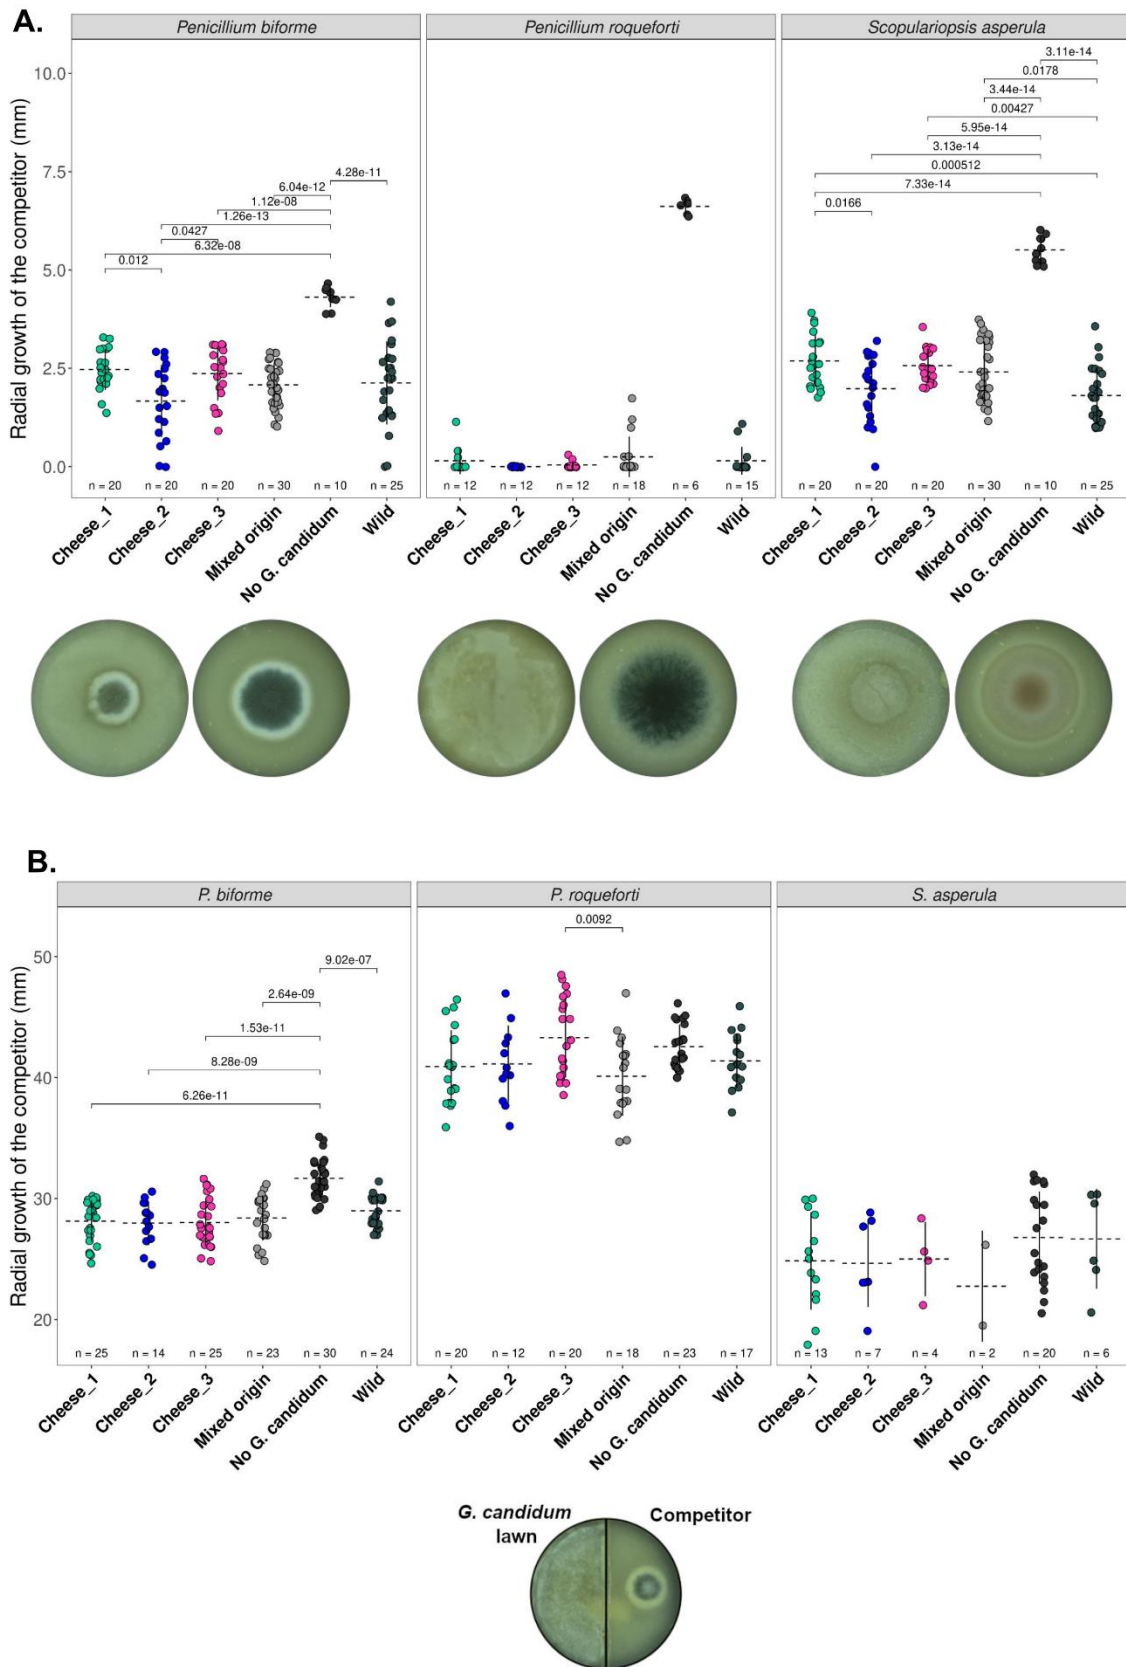 A.
Penicillium biforme
Penicillium roqueforti
Scopulariopsis asperula
Radial growth of the competitor (mm)
10.0
7.5
5.0
2.5
0.0
4.28e-11
6.04e-12
1.12e-08
1.26e-13
0.0427
6.32e-08
0.012
3.11e-14
0.0178
3.44e-14
0.00427
5.95e-14
3.13e-14
0.000512
7.33e-14
0.0166
n = 20 n = 20 n = 20 n = 30 n = 10 n = 25
n = 12 n = 12 n = 12 n = 18 n = 6 n = 15
n = 20 n = 20 n = 20 n = 30 n = 10 n = 25
Cheese_1 Cheese_2 Cheese_3 Mixed origin No G. candidum Wild
Cheese_1 Cheese_2 Cheese_3 Mixed origin No G. candidum Wild
Cheese_1 Cheese_2 Cheese_3 Mixed origin No G. candidum Wild
B.
P. biforme
P. roqueforti
S. asperula
Radial growth of the competitor (mm)
50
40
30
20
9.02e-07
2.64e-09
1.53e-11
8.28e-09
6.26e-11
0.0092
n = 25 n = 14 n = 25 n = 23 n = 30 n = 24
n = 20 n = 12 n = 20 n = 18 n = 23 n = 17
n = 13 n = 7 n = 4 n = 2 n = 20 n = 6
Cheese_1 Cheese_2 Cheese_3 Mixed origin No G. candidum Wild
Cheese_1 Cheese_2 Cheese_3 Mixed origin No G. candidum Wild
Cheese_1 Cheese_2 Cheese_3 Mixed origin No G. candidum Wild
G. candidum
lawn
Competitor